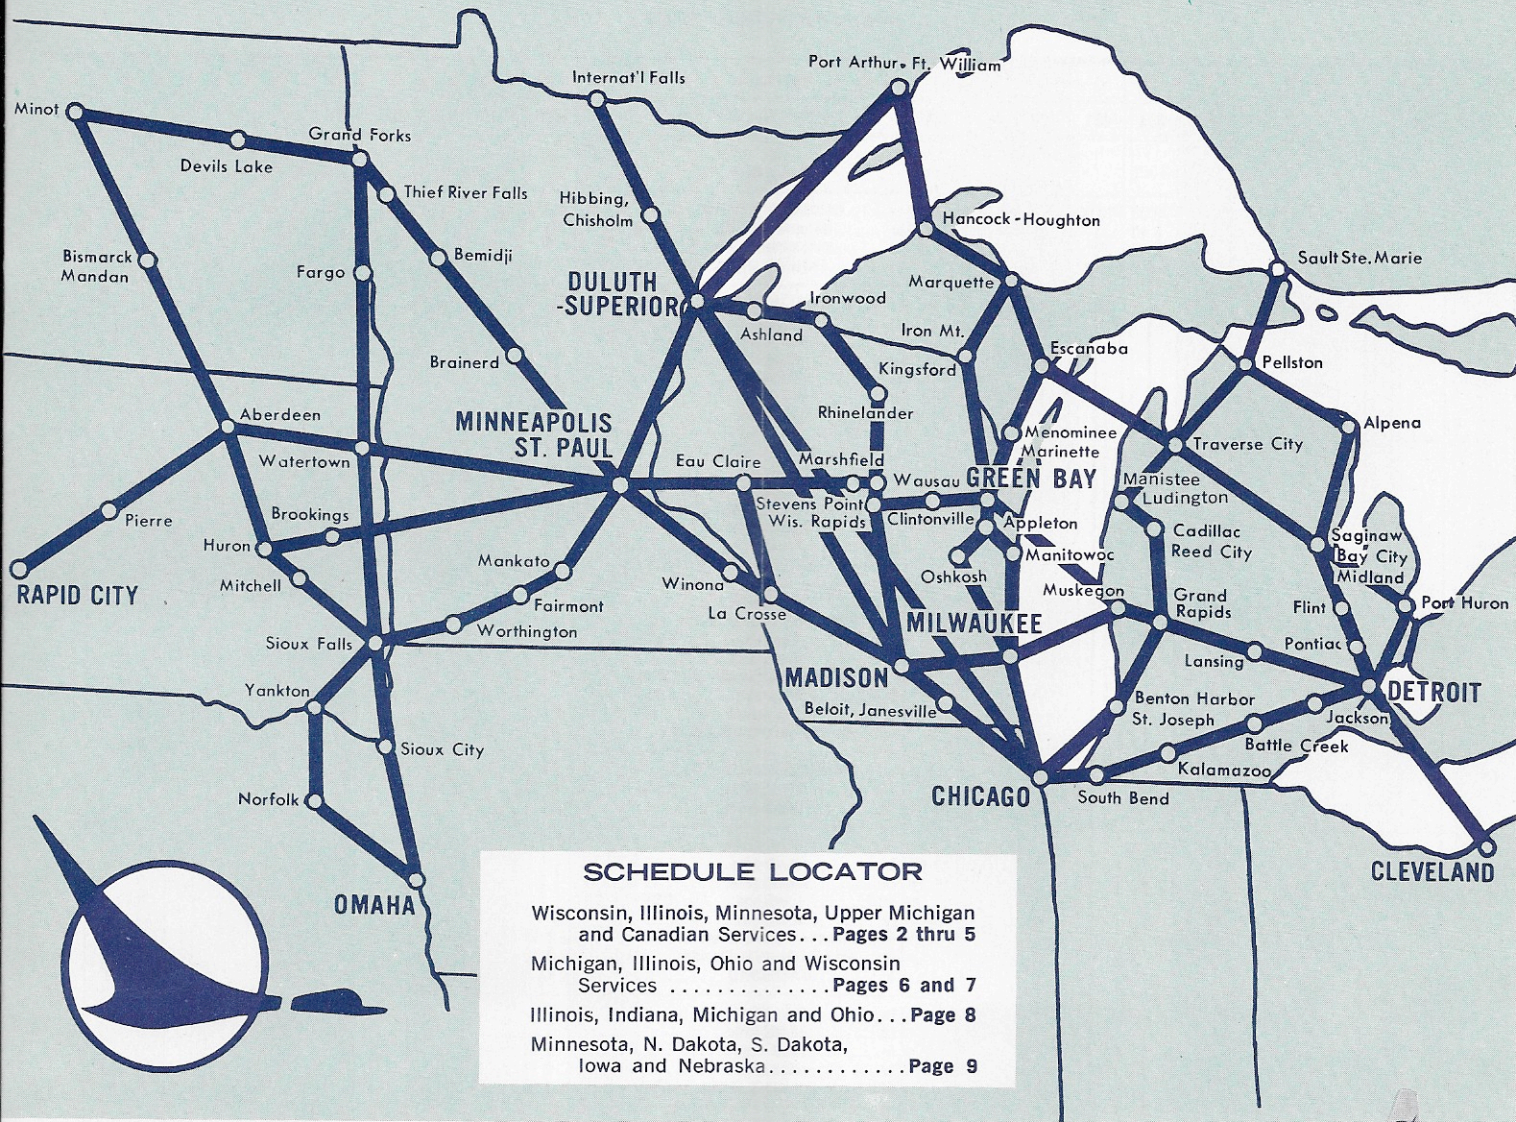 Port Arthur • Ft. William
Internat'l Falls
Minot
Grand Forks
Devils Lake
Thief River Falls
Hibbing,
Chisholm
Hancock - Houghton
Bismarck
Mandan
Fargo
Bemidji
Sault Ste. Marie
DULUTH
-SUPERIOR
Marquette
Ironwood
Ashland
Iron Mt.
Kingsford
Escanaba
Pellston
Brainerd
Rhinelander
Aberdeen
MINNEAPOLIS
ST. PAUL
Alpena
Menominee
Marinette
Traverse City
Watertown
Eau Claire
Marshfield
Wausau
GREEN BAY
Manistee
Ludington
Stevens Point
Wis. Rapids
Clintonville
Appleton
Pierre
Brookings
Huron
Cadillac
Reed City
Saginaw
Bay City
Midland
Manitowoc
Oshkosh
RAPID CITY
Mitchell
Mankato
Fairmont
Winona
La Crosse
Muskegon
Grand
Rapids
Flint
Port Huron
Worthington
MILWAUKEE
Sioux Falls
Pontiac
Lansing
MADISON
DETROIT
Yankton
Beloit, Janesville
Benton Harbor
St. Joseph
Jackson
Sioux City
Battle Creek
Kalamazoo
Norfolk
CHICAGO
South Bend
CLEVELAND
OMAHA
SCHEDULE LOCATOR
Wisconsin, Illinois, Minnesota, Upper Michigan
and Canadian Services...Pages 2 thru 5
Michigan, Illinois, Ohio and Wisconsin
Services ..............Pages 6 and 7
Illinois, Indiana, Michigan and Ohio...Page 8
Minnesota, N. Dakota, S. Dakota,
Iowa and Nebraska............Page 9